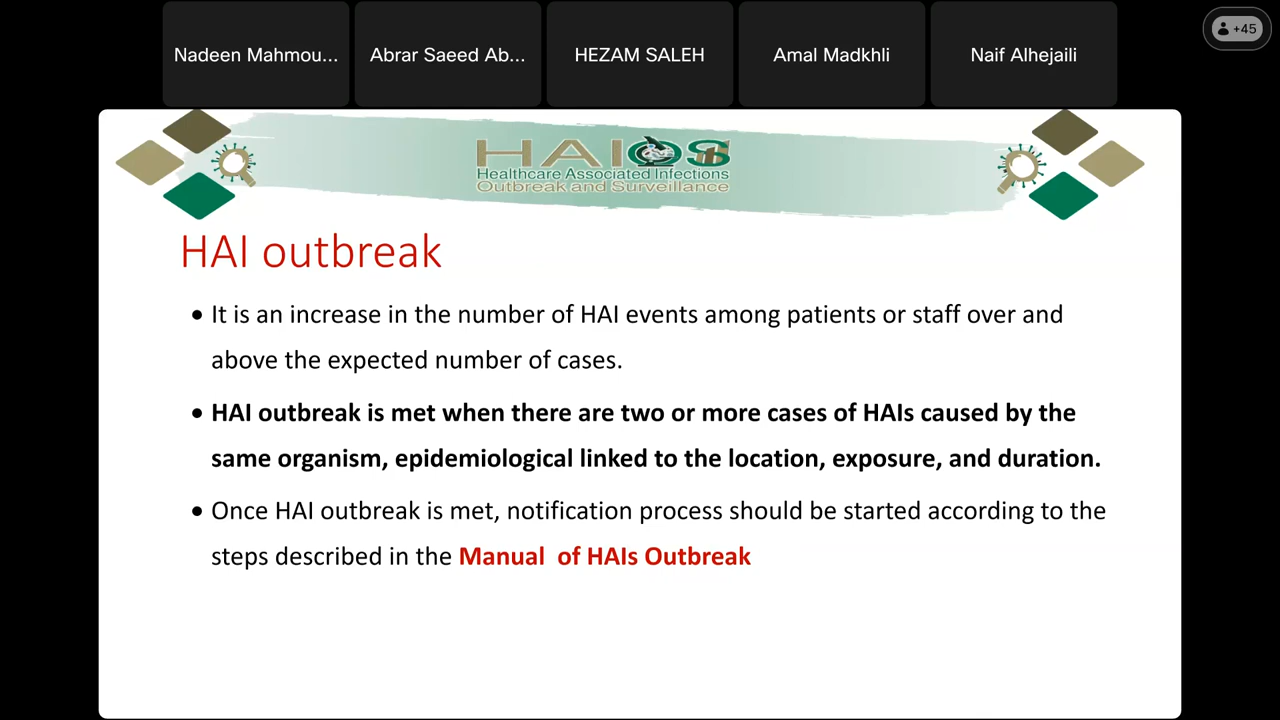 Nadeen Mahmou...
Abrar Saeed Ab...
HEZAM SALEH
Amal Madkhli
Naif Alhejaili
+45
HAIOS
Healthcare Associated Infections
Outbreak and Surveillance
HAI outbreak
• It is an increase in the number of HAI events among patients or staff over and
above the expected number of cases.
• HAI outbreak is met when there are two or more cases of HAIs caused by the
same organism, epidemiological linked to the location, exposure, and duration.
• Once HAI outbreak is met, notification process should be started according to the
steps described in the Manual of HAIs Outbreak